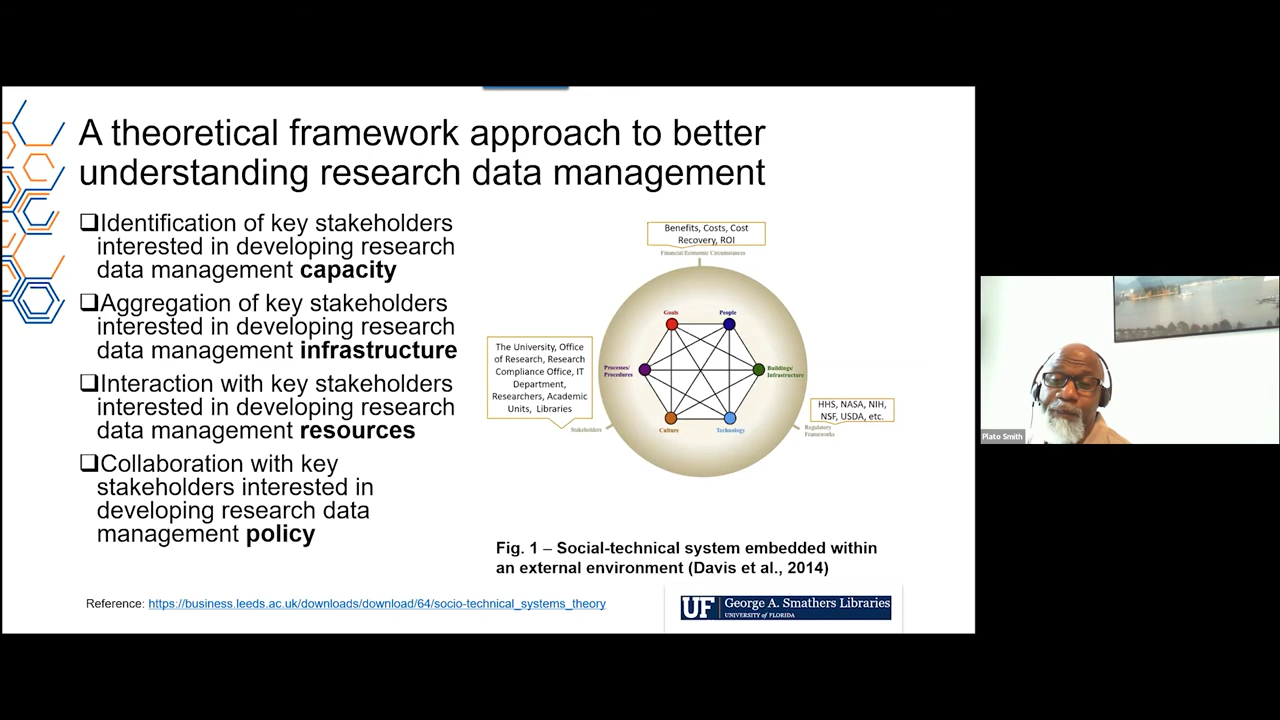 A theoretical framework approach to better
understanding research data management
❑Identification of key stakeholders
interested in developing research
data management capacity
❑Aggregation of key stakeholders
interested in developing research
data management infrastructure
❑Interaction with key stakeholders
interested in developing research
data management resources
❑Collaboration with key
stakeholders interested in
developing research data
management policy
Benefits, Costs, Cost
Recovery, ROI
Financial/Economic Circumstances
Goals
People
The University, Office
of Research, Research
Compliance Office, IT
Department,
Researchers, Academic
Units, Libraries
Stakeholders
Processes/
Procedures
Buildings/
Infrastructure
Culture
Technology
HHS, NASA, NIH,
NSF, USDA, etc.
Regulatory
Frameworks
Fig. 1 – Social-technical system embedded within
an external environment (Davis et al., 2014)
Reference: https://business.leeds.ac.uk/downloads/download/64/socio-technical_systems_theory
UF George A. Smathers Libraries
UNIVERSITY of FLORIDA
Plato Smith